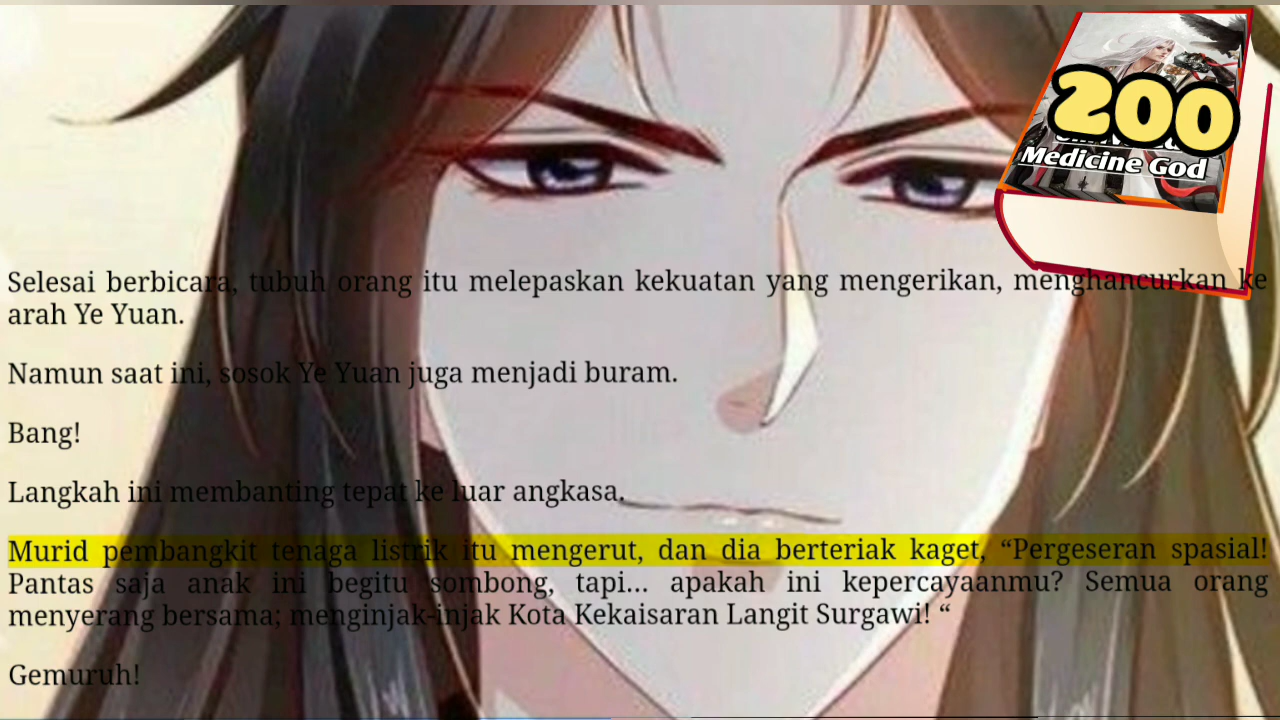 200
Medicine God
Selesai berbicara, tubuh orang itu melepaskan kekuatan yang mengerikan, menghancurkan ke
arah Ye Yuan.
Namun saat ini, sosok Ye Yuan juga menjadi buram.
Bang!
Langkah ini membanting tepat ke luar angkasa.
Murid pembangkit tenaga listrik itu mengerut, dan dia berteriak kaget, “Pergeseran spasial!
Pantas saja anak ini begitu sombong, tapi... apakah ini kepercayaanmu? Semua orang
menyerang bersama; menginjak-injak Kota Kekaisaran Langit Surgawi! “
Gemuruh!